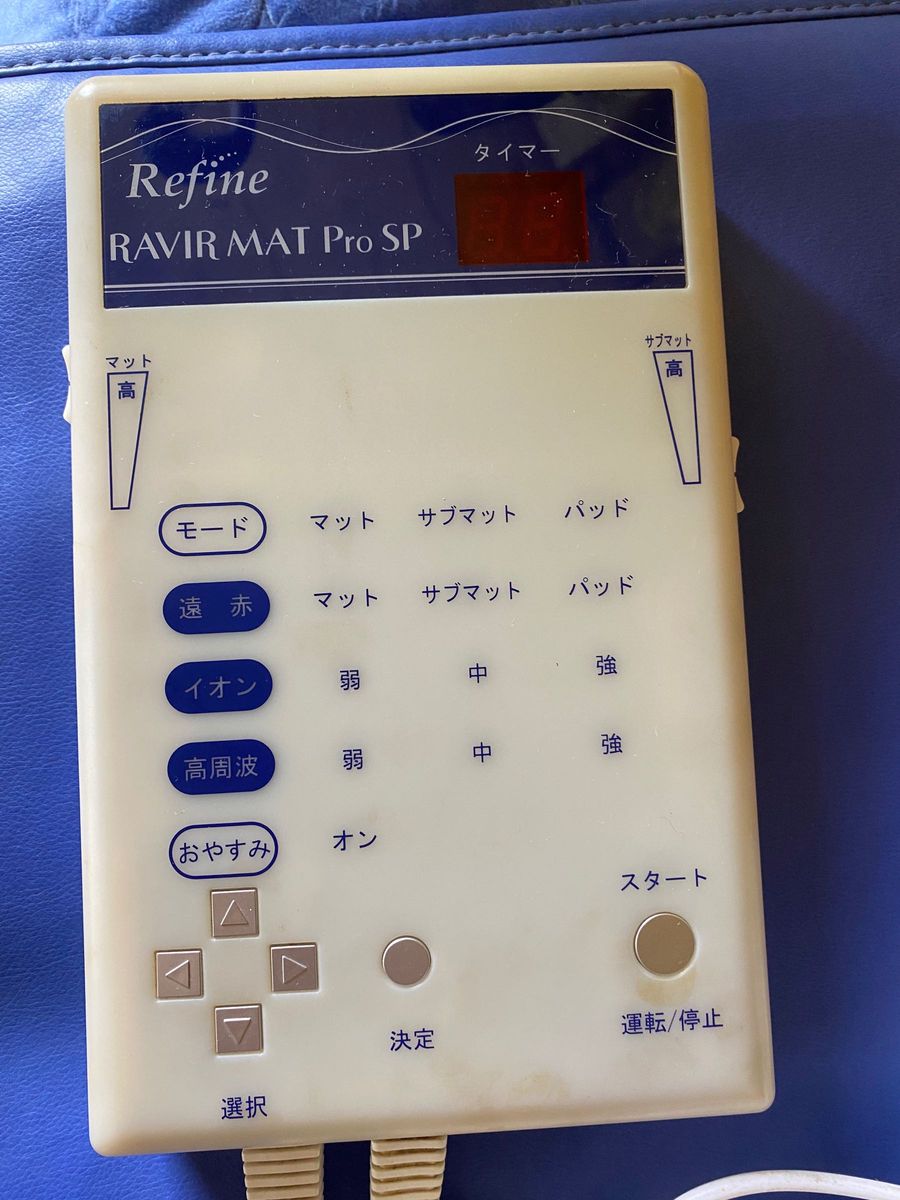 Refine
タイマー
RAVIR MAT Pro SP
マット
高
サブマット
高
モード マット サブマット パッド
遠 赤 マット サブマット パッド
イオン 弱 中 強
高周波 弱 中 強
おやすみ オン
スタート
決定
運転/停止
選択